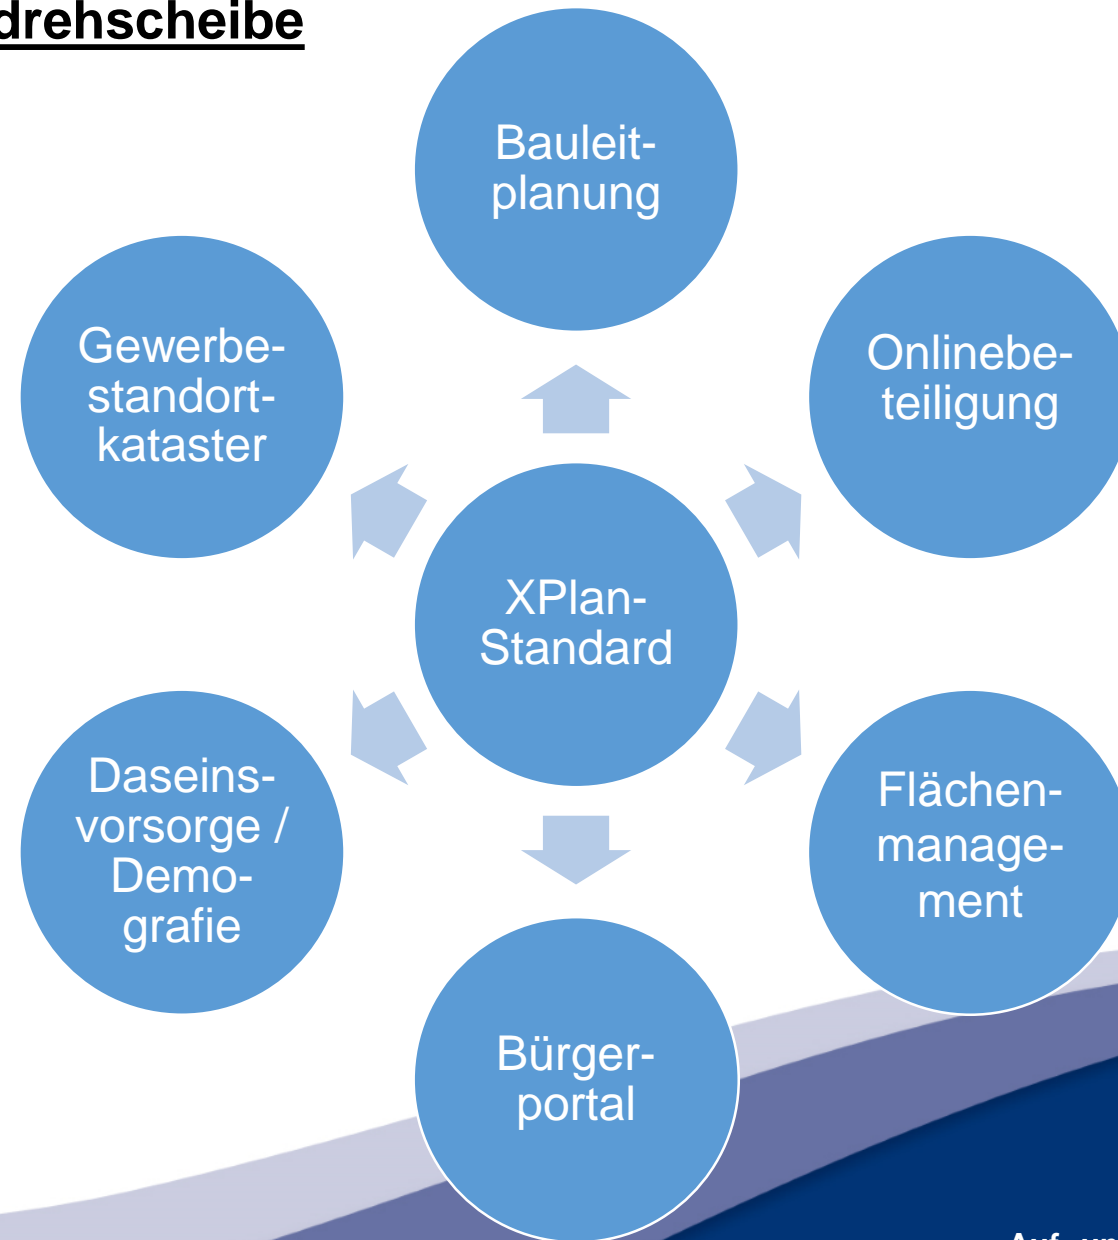 drehscheibe
Bauleit-
planung
Onlinebe-
teiligung
Flächen-
manage-
ment
Bürger-
portal
Daseins-
vorsorge /
Demo-
grafie
Gewerbe-
standort-
kataster
XPlan-
Standard